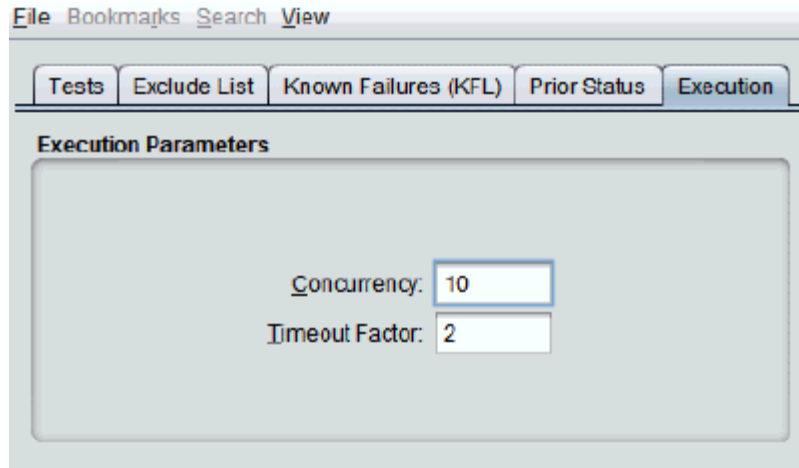 File Bookmarks Search View
Tests Exclude List Known Failures (KFL) Prior Status Execution
Execution Parameters
Concurrency: 10
Timeout Factor: 2